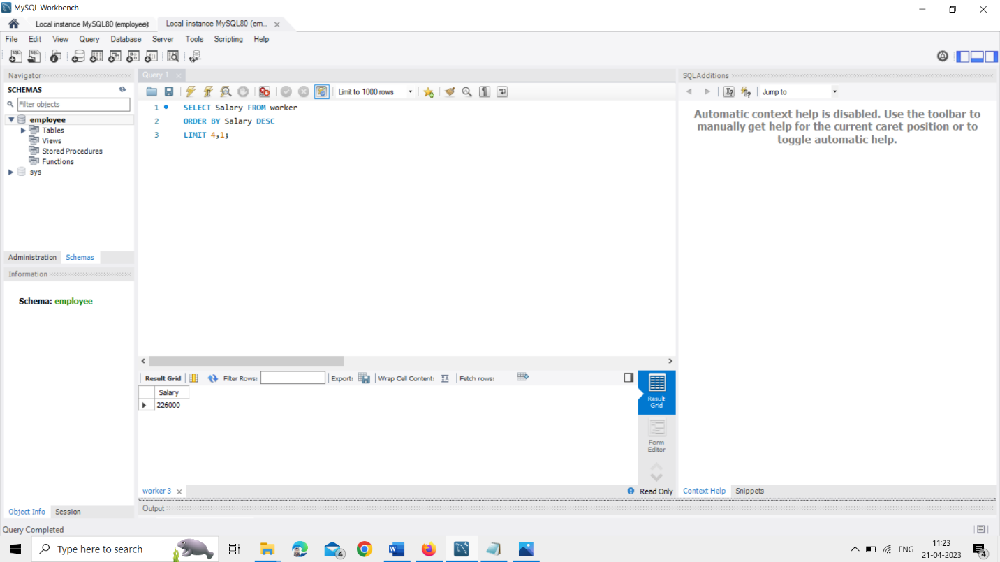 MySQL Workbench
Local instance MySQL80 (employee)
Local instance MySQL80 (em...
File Edit View Query Database Server Tools Scripting Help
Navigator
SCHEMAS
Filter objects
employee
Tables
Views
Stored Procedures
Functions
sys
Administration Schemas
Information
Schema: employee
Object Info Session
Query 1
Limit to 1000 rows
1 SELECT Salary FROM worker
2 ORDER BY Salary DESC
3 LIMIT 4,1;
Result Grid Filter Rows: Export: Wrap Cell Content: IA Fetch rows:
Salary
226000
Result
Grid
Form
Editor
worker 3
Read Only
Output
SQLAdditions
Jump to
Automatic context help is disabled. Use the toolbar to
manually get help for the current caret position or to
toggle automatic help.
Context Help Snippets
Query Completed
Type here to search
4
ENG
11:23
21-04-2023
4